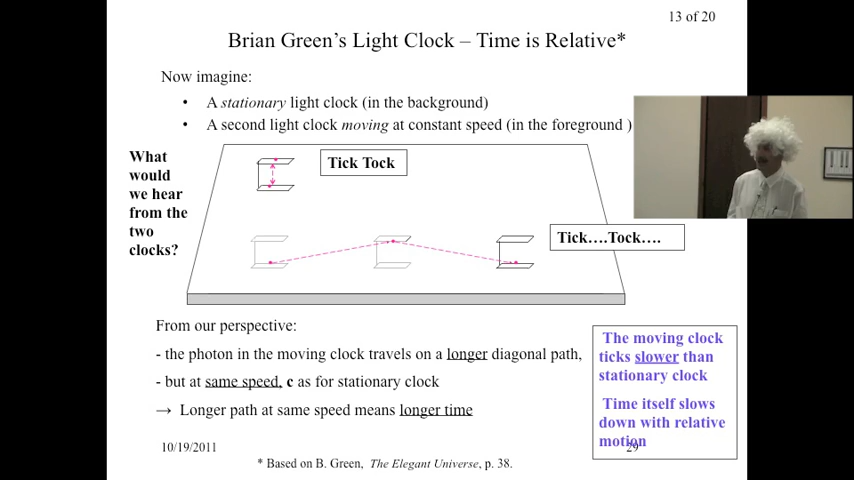 13 of 20
Brian Green's Light Clock – Time is Relative*
Now imagine:
• A stationary light clock (in the background)
• A second light clock moving at constant speed (in the foreground )
What
would
we hear
from the
two
clocks?
Tick Tock
Tick….Tock….
From our perspective:
- the photon in the moving clock travels on a longer diagonal path,
- but at same speed, c as for stationary clock
→ Longer path at same speed means longer time
The moving clock
ticks slower than
stationary clock
Time itself slows
down with relative
motion
10/19/2011
29
* Based on B. Green, The Elegant Universe, p. 38.